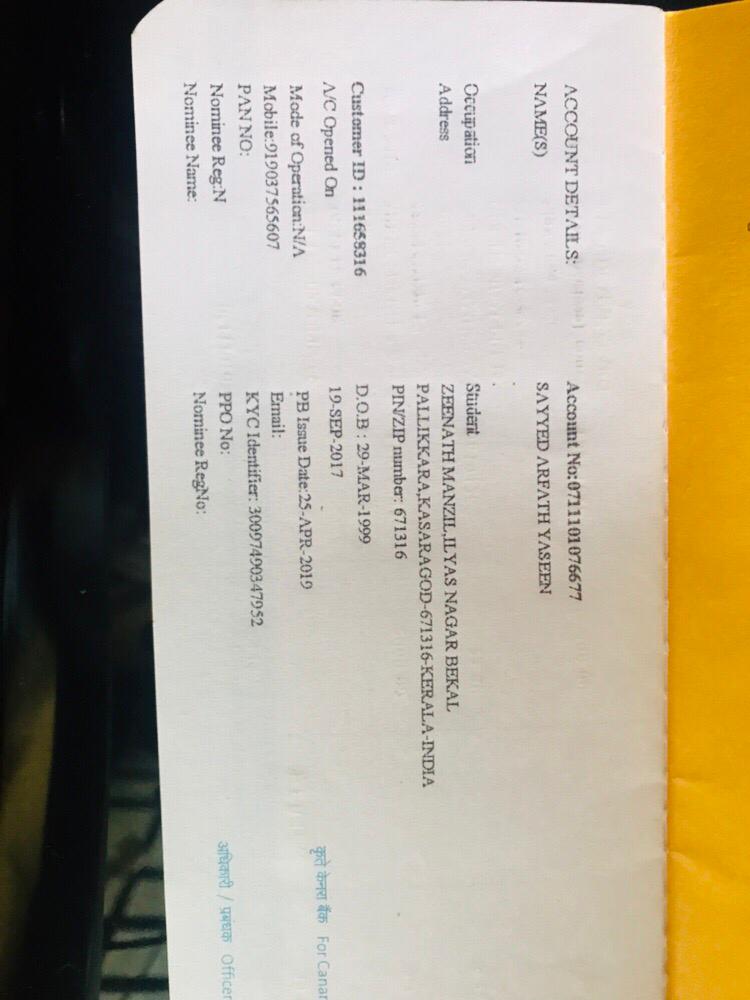 ACCOUNT DETAILS: Account No:0711101076677
NAME(S) SAYYED ARFATH YASEEN
.
Occupation Student
Address ZEENATH MANZIL,ILYAS NAGAR BEKAL
PALLIKKARA,KASARAGOD-671316-KERALA-INDIA
PIN/ZIP number: 671316
Customer ID : 111658316 D.O.B : 29-MAR-1999
A/C Opened On 19-SEP-2017
Mode of Operation:N/A PB Issue Date:25-APR-2019
Mobile:919037565607 Email:
PAN NO: KYC Identifier: 30097490347952
Nominee Reg:N PPO No:
Nominee Name: Nominee RegNo:
कृते केनरा बैंक For Canar
अधिकारी / प्रबंधक Officer